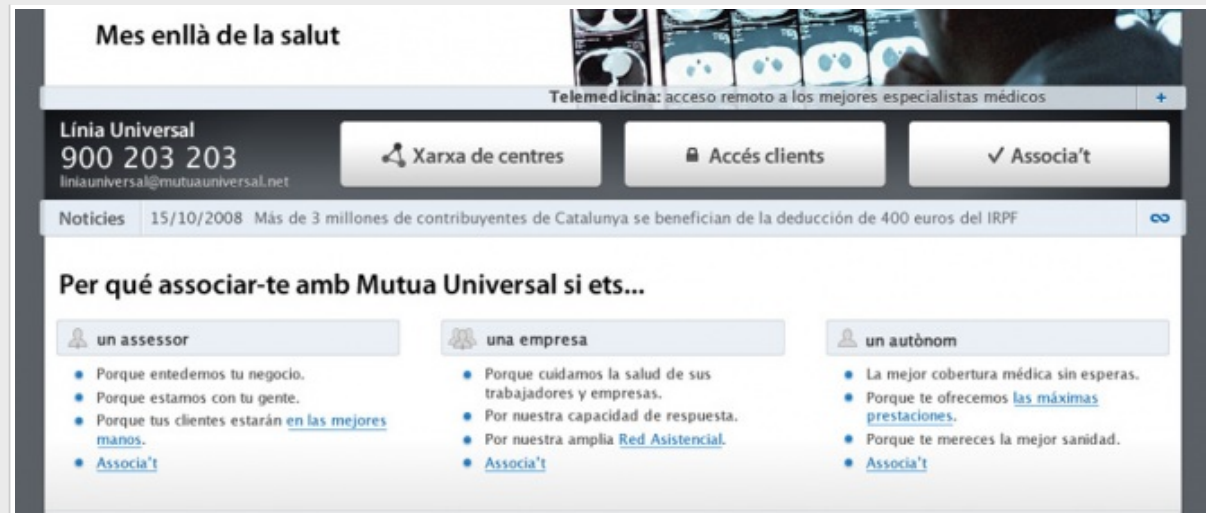 Mes enllà de la salut
Telemedicina: acceso remoto a los mejores especialistas médicos +
Línia Universal
900 203 203
liniauniversal@mutuauniversal.net
Xarxa de centres
Accés clients
Associa't
Noticies 15/10/2008 Más de 3 millones de contribuyentes de Catalunya se benefician de la deducción de 400 euros del IRPF
Per qué associar-te amb Mutua Universal si ets...
un assessor
Porque entedemos tu negocio.
Porque estamos con tu gente.
Porque tus clientes estarán en las mejores
manos.
Associa't
una empresa
Porque cuidamos la salud de sus
trabajadores y empresas.
Por nuestra capacidad de respuesta.
Por nuestra amplia Red Asistencial.
Associa't
un autònom
La mejor cobertura médica sin esperas.
Porque te ofrecemos las máximas
prestaciones.
Porque te mereces la mejor sanidad.
Associa't